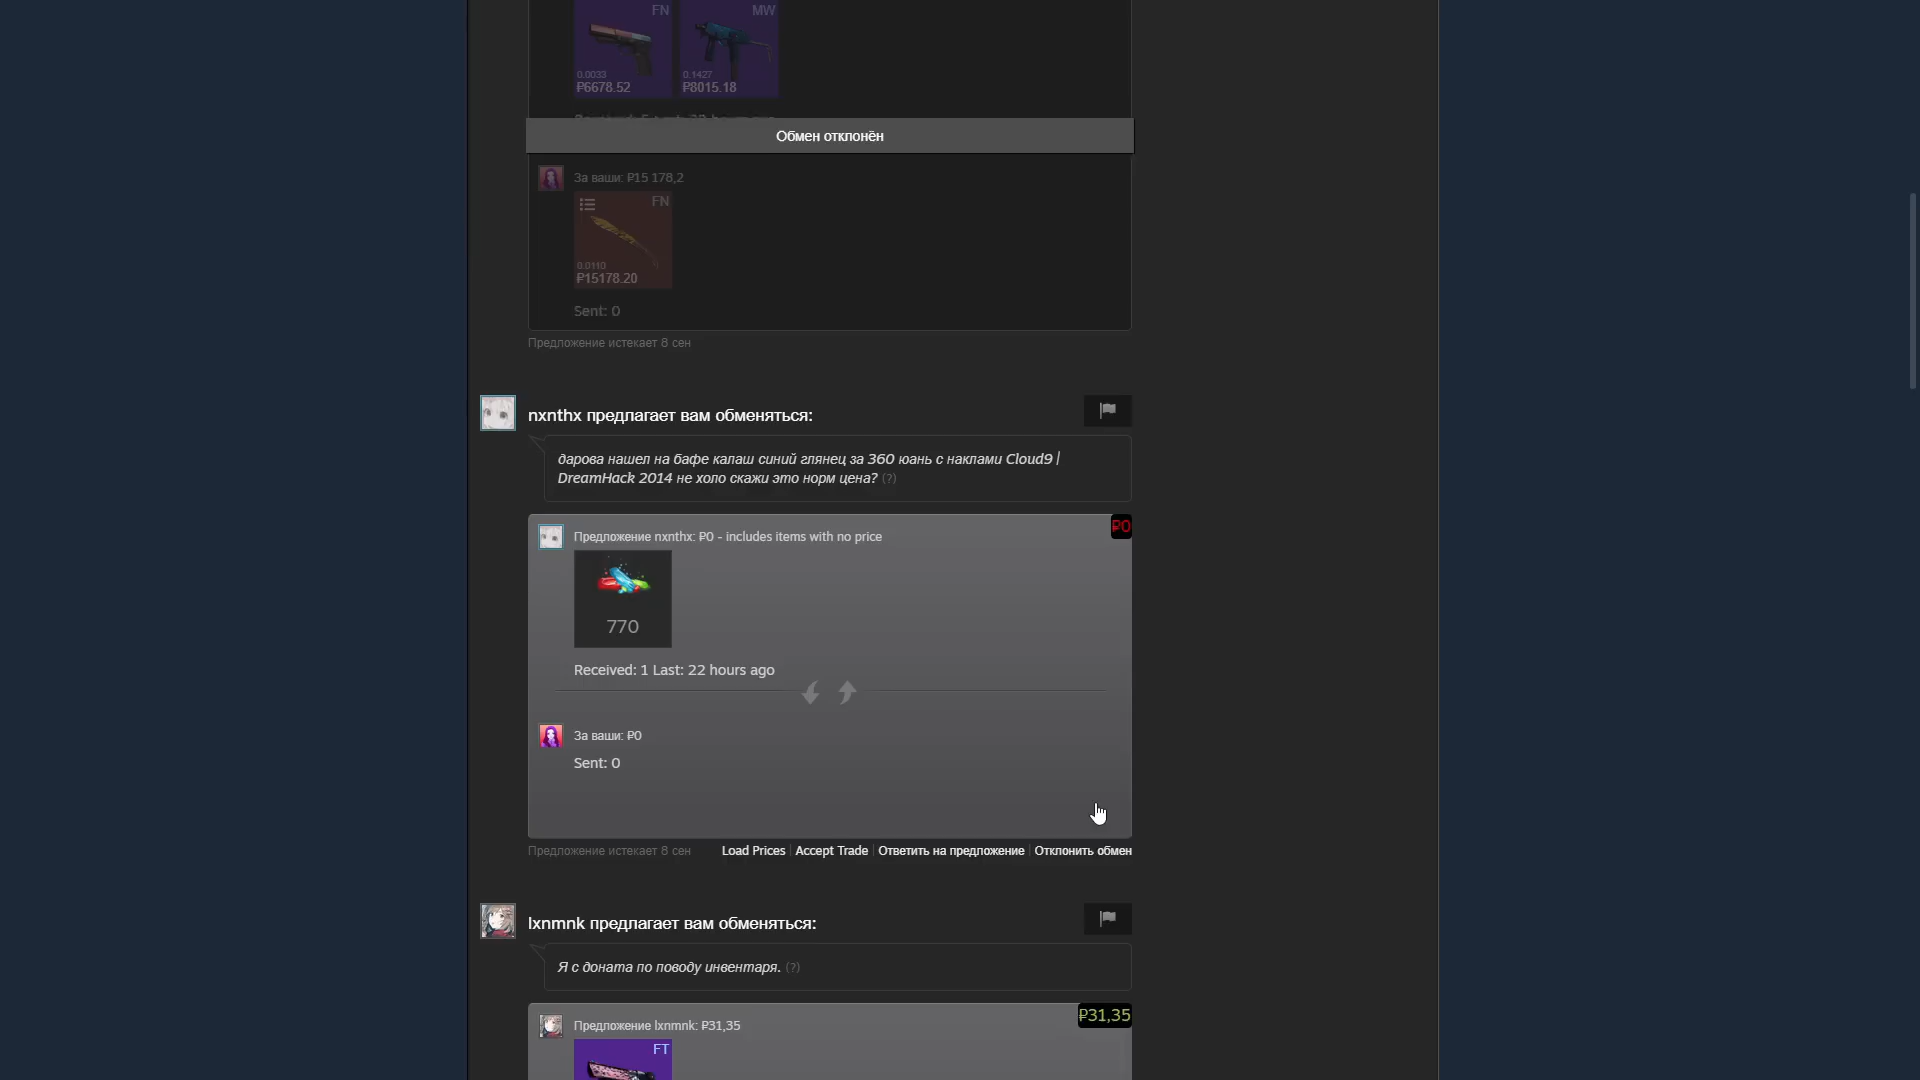 FN
MW
0.0033
₽6678.52
0.1427
₽8015.18
Обмен отклонён
За ваши: ₽15 178,2
FN
0.0110
₽15178.20
Sent: 0
Предложение истекает 8 сен
nxnthx предлагает вам обменяться:
дарова нашел на бафе калаш синий глянец за 360 юань с наклами Cloud9 |
DreamHack 2014 не холо скажи это норм цена? (?)
₽0
Предложение nxnthx: ₽0 - includes items with no price
770
Received: 1 Last: 22 hours ago
За ваши: ₽0
Sent: 0
Предложение истекает 8 сен
Load Prices | Accept Trade | Ответить на предложение | Отклонить обмен
lxnmnk предлагает вам обменяться:
Я с доната по поводу инвентаря. (?)
₽31,35
Предложение lxnmnk: ₽31,35
FT